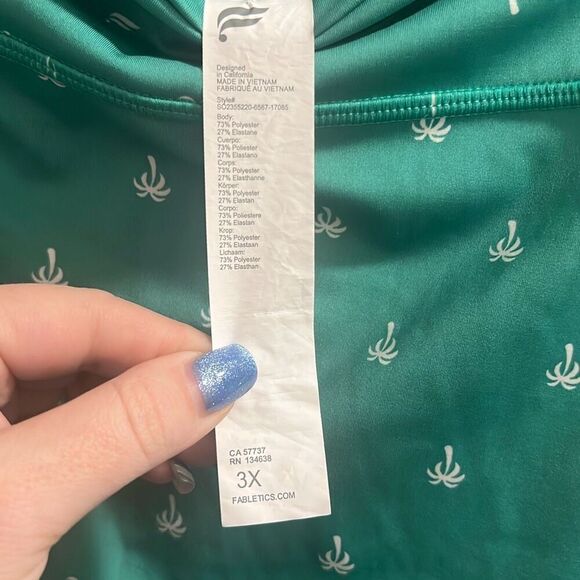 Designed
in California
MADE IN VIETNAM
FABRIQUÉ AU VIETNAM
Style#
SO2355220-6567-17085
Body:
73% Polyester
27% Elastane
Cuerpo:
73% Poliester
27% Elastano
Corps:
73% Polyester
27% Elasthanne
Körper:
73% Polyester
27% Elastan
Corpo:
73% Poliestere
27% Elastan
Krop:
73% Polyester
27% Elastaan
Lichaam:
73% Polyester
27% Elasthan
CA 57737
RN 134638
3X
FABLETICS.COM